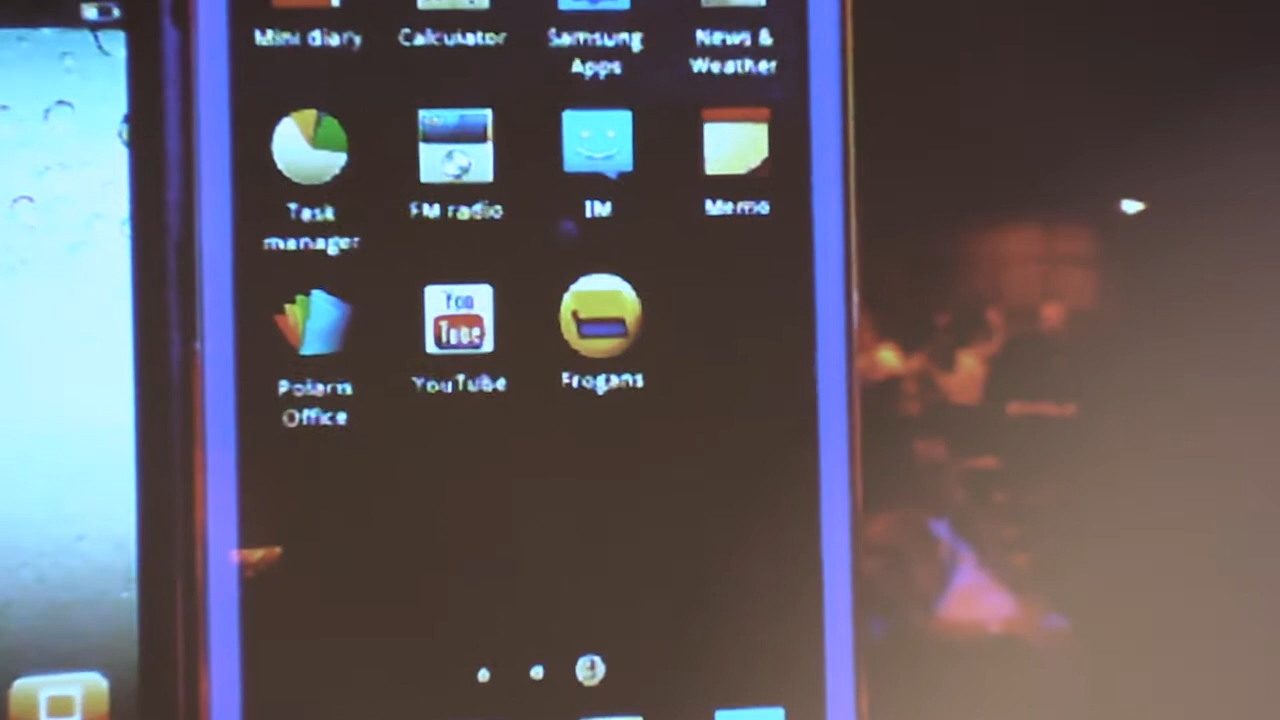 Mini diary
Calculator
Samsung
Apps
News &
Weather
Task
manager
FM radio
IM
Memo
You
Tube
Polaris
Office
YouTube
Frogans
3